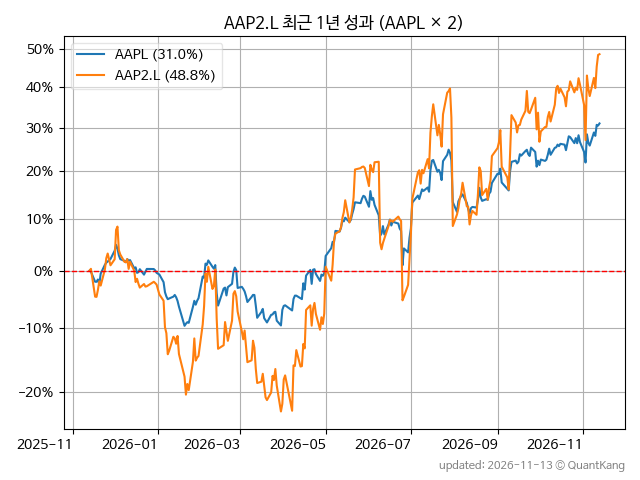 AAP2.L 최근 1년 성과 (AAPL × 2)
AAPL (31.0%)
AAP2.L (48.8%)
50%
40%
30%
20%
10%
0%
−10%
−20%
2025-11 2026-01 2026-03 2026-05 2026-07 2026-09 2026-11
updated: 2026-11-13 © QuantKang